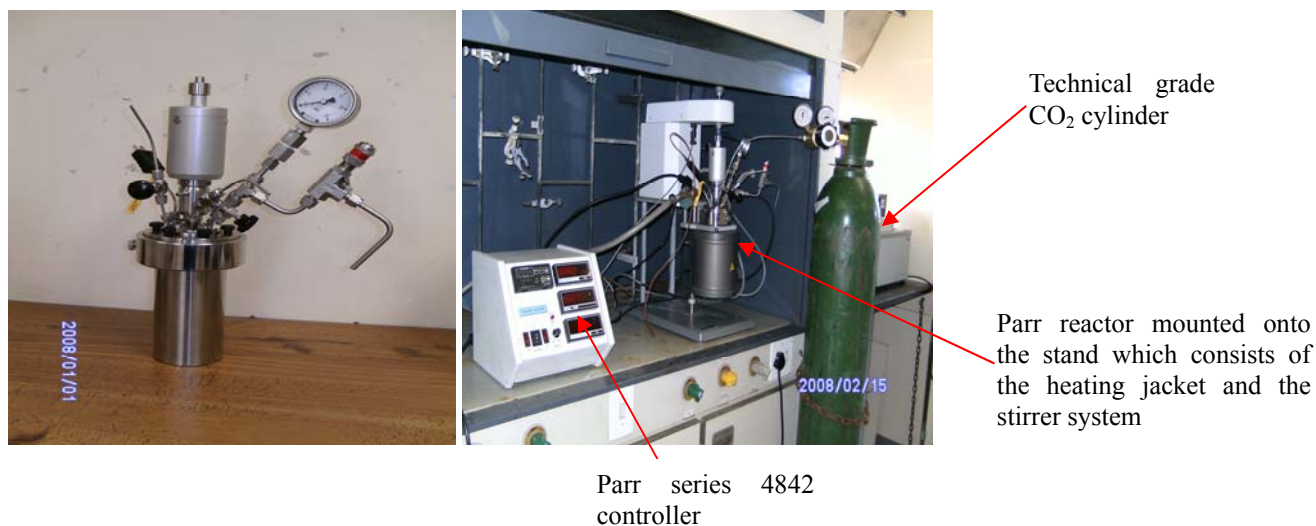 Technical grade
CO₂ cylinder
2008/01/01
2008/02/15
Parr reactor mounted onto
the stand which consists of
the heating jacket and the
stirrer system
Parr series 4842
controller